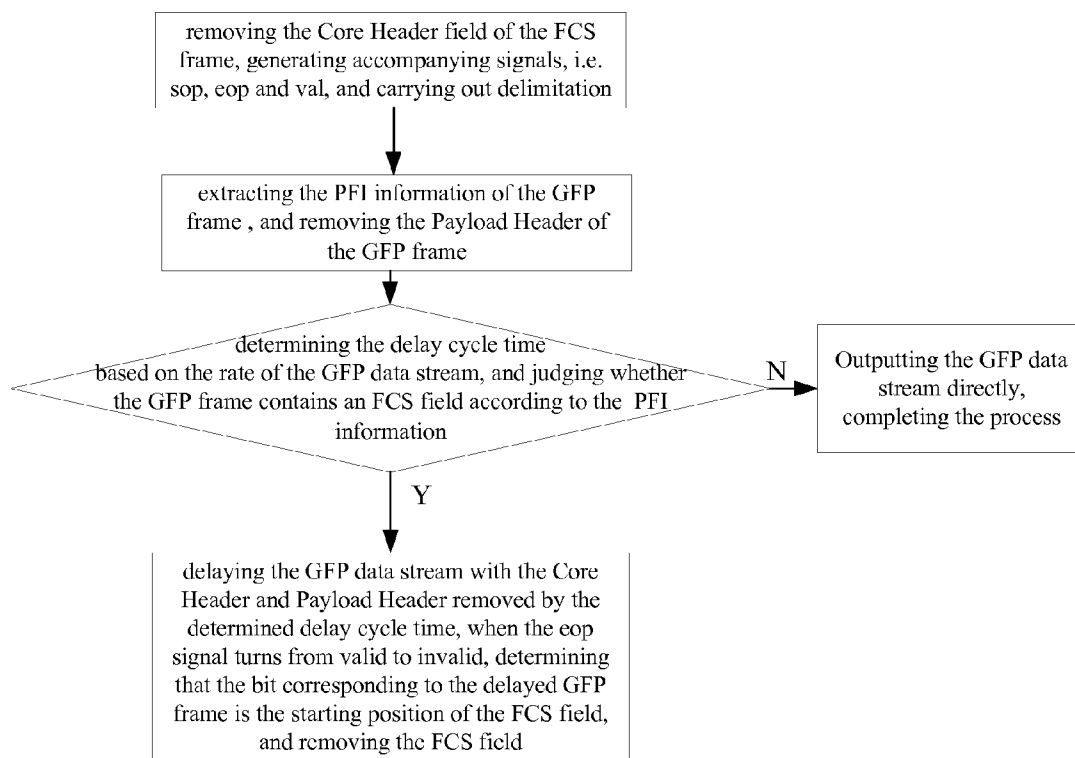 removing the Core Header field of the FCS
frame, generating accompanying signals, i.e.
sop, eop and val, and carrying out delimitation
extracting the PFI information of the GFP
frame , and removing the Payload Header of
the GFP frame
determining the delay cycle time
based on the rate of the GFP data stream, and judging whether
the GFP frame contains an FCS field according to the PFI
information
N
Outputting the GFP data
stream directly,
completing the process
Y
delaying the GFP data stream with the Core
Header and Payload Header removed by the
determined delay cycle time, when the eop
signal turns from valid to invalid, determining
that the bit corresponding to the delayed GFP
frame is the starting position of the FCS field,
and removing the FCS field